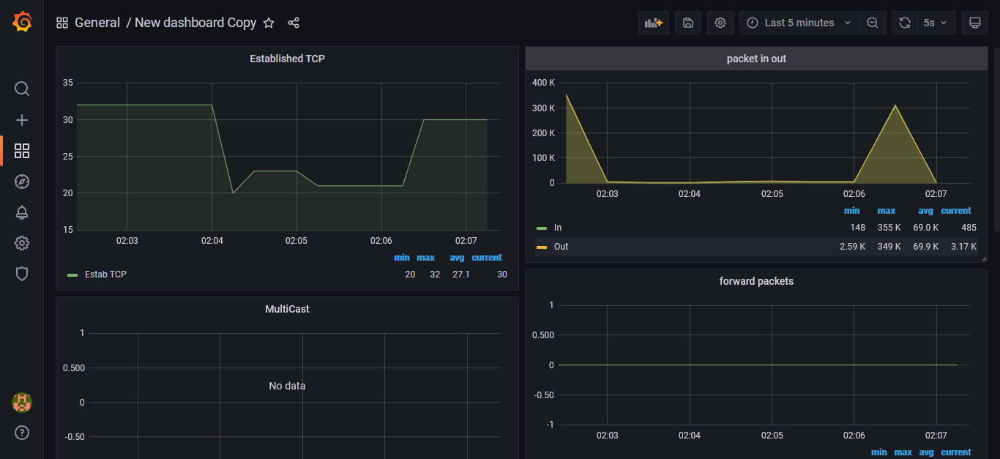 General / New dashboard Copy
Last 5 minutes
5s
Established TCP
35
30
25
20
15
02:03 02:04 02:05 02:06 02:07
min max avg current
Estab TCP 20 32 27.1 30
packet in out
400 K
300 K
200 K
100 K
0
02:03 02:04 02:05 02:06 02:07
min max avg current
In 148 355 K 69.0 K 485
Out 2.59 K 349 K 69.9 K 3.17 K
MultiCast
1
0.500
No data
0
-0.50
forward packets
1
0.500
0
-0.50
-1
02:03 02:04 02:05 02:06 02:07
min max avg current